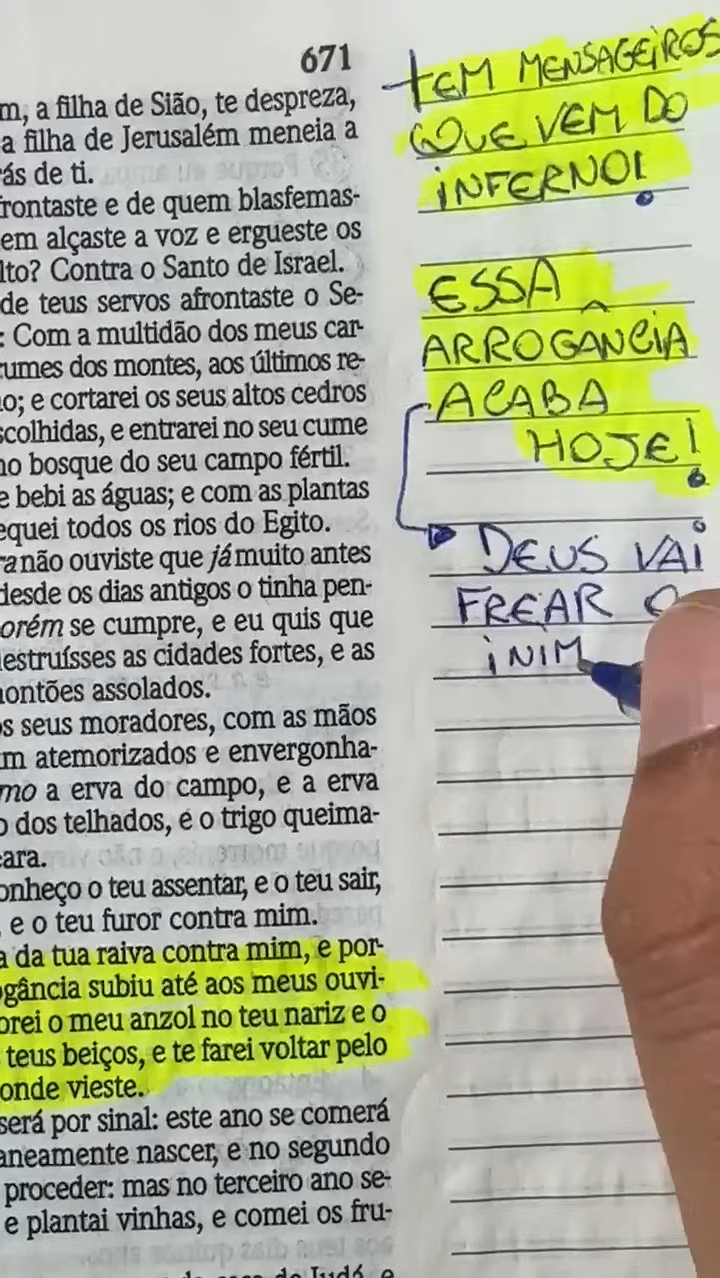 671
m, a filha de Sião, te despreza,
a filha de Jerusalém meneia a
rás de ti.
frontaste e de quem blasfemas-
em alçaste a voz e ergueste os
lto? Contra o Santo de Israel.
de teus servos afrontaste o Se-
: Com a multidão dos meus car-
cumes dos montes, aos últimos re-
no; e cortarei os seus altos cedros
scolhidas, e entrarei no seu cume
no bosque do seu campo fértil.
e bebi as águas; e com as plantas
equei todos os rios do Egito.
ra não ouviste que já muito antes
desde os dias antigos o tinha pen-
orém se cumpre, e eu quis que
destruísses as cidades fortes, e as
montões assolados.
os seus moradores, com as mãos
m atemorizados e envergonha-
mo a erva do campo, e a erva
o dos telhados, e o trigo queima-
eara.
onheço o teu assentar, e o teu sair,
, e o teu furor contra mim.
a da tua raiva contra mim, e por-
ogância subiu até aos meus ouvi-
orei o meu anzol no teu nariz e o
teus beiços, e te farei voltar pelo
onde vieste.
será por sinal: este ano se comerá
aneamente nascer, e no segundo
proceder: mas no terceiro ano se-
e plantai vinhas, e comei os fru-
de Judá, e
TEM MENSAGEIROS
QUE VEM DO
INFERNO!
ESSA
ARROGÂNCIA
ACABA
HOJE!
DEUS VAI
FREAR O
INIM